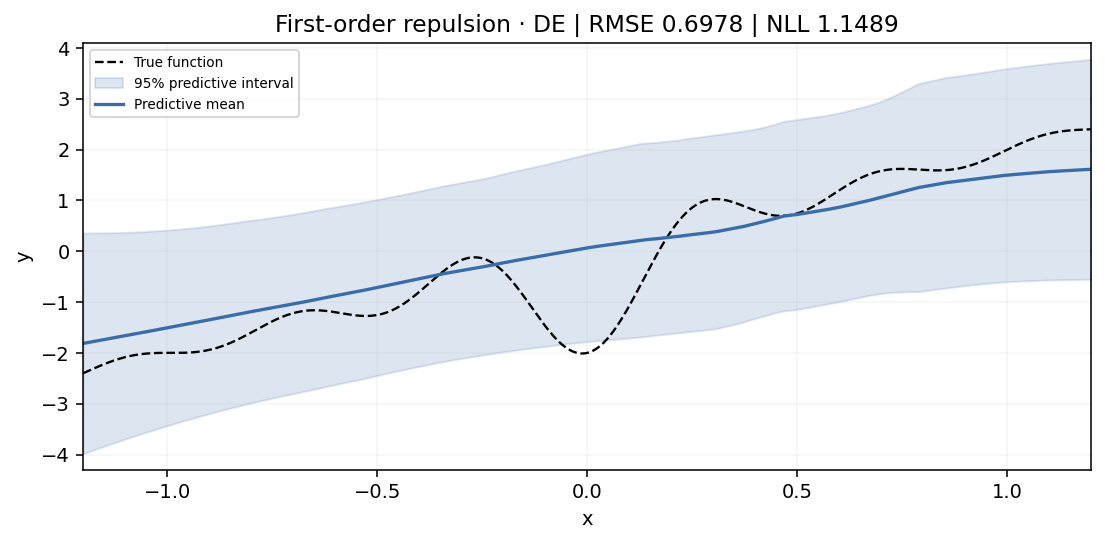 First-order repulsion · DE | RMSE 0.6978 | NLL 1.1489
True function
95% predictive interval
Predictive mean
4
3
2
1
0
−1
−2
−3
−4
y
−1.0 −0.5 0.0 0.5 1.0
x